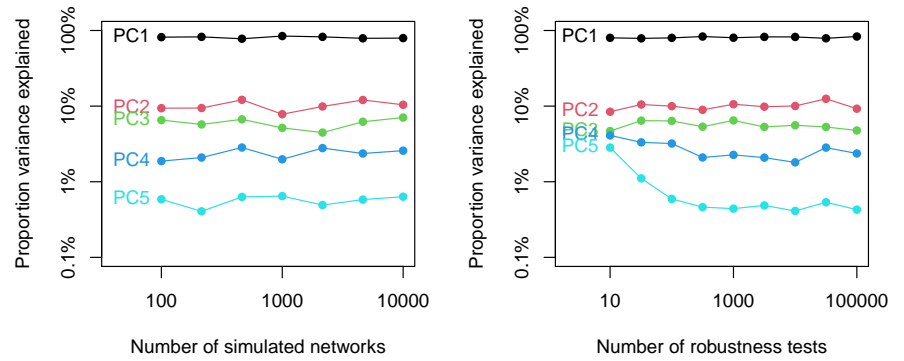 Proportion variance explained
100%
10%
1%
0.1%
PC1
PC2
PC3
PC4
PC5
100
1000
10000
Number of simulated networks
Proportion variance explained
100%
10%
1%
0.1%
PC1
PC2
PC3
PC4
PC5
10
1000
100000
Number of robustness tests